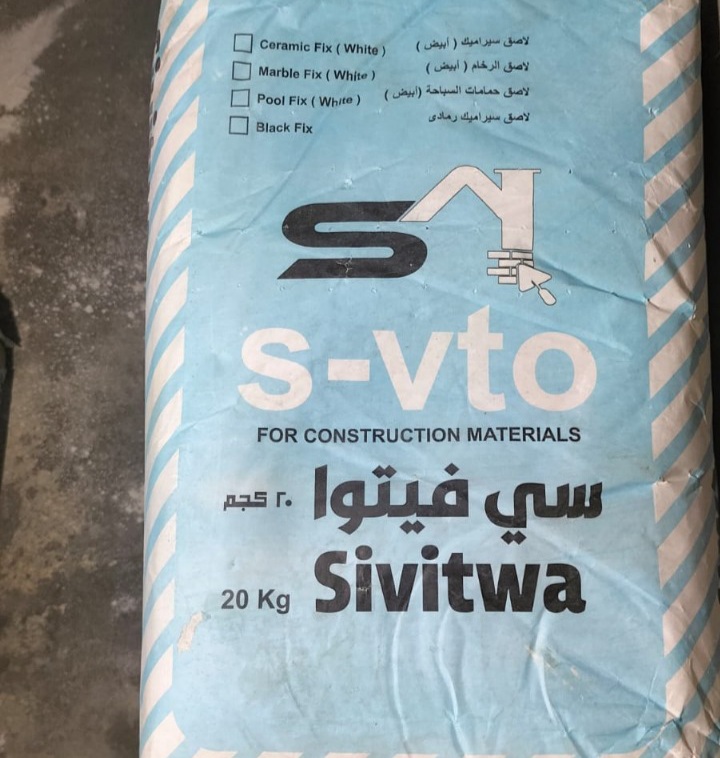 Ceramic Fix ( White ) لاصق سيراميك ( أبيض )
Marble Fix ( White ) لاصق الرخام ( أبيض )
Pool Fix ( White ) لاصق حمامات السباحة (أبيض )
Black Fix لاصق سيراميك رمادى
s-vto
FOR CONSTRUCTION MATERIALS
سي فيتوا ٢٠ كجم
20 Kg Sivitwa